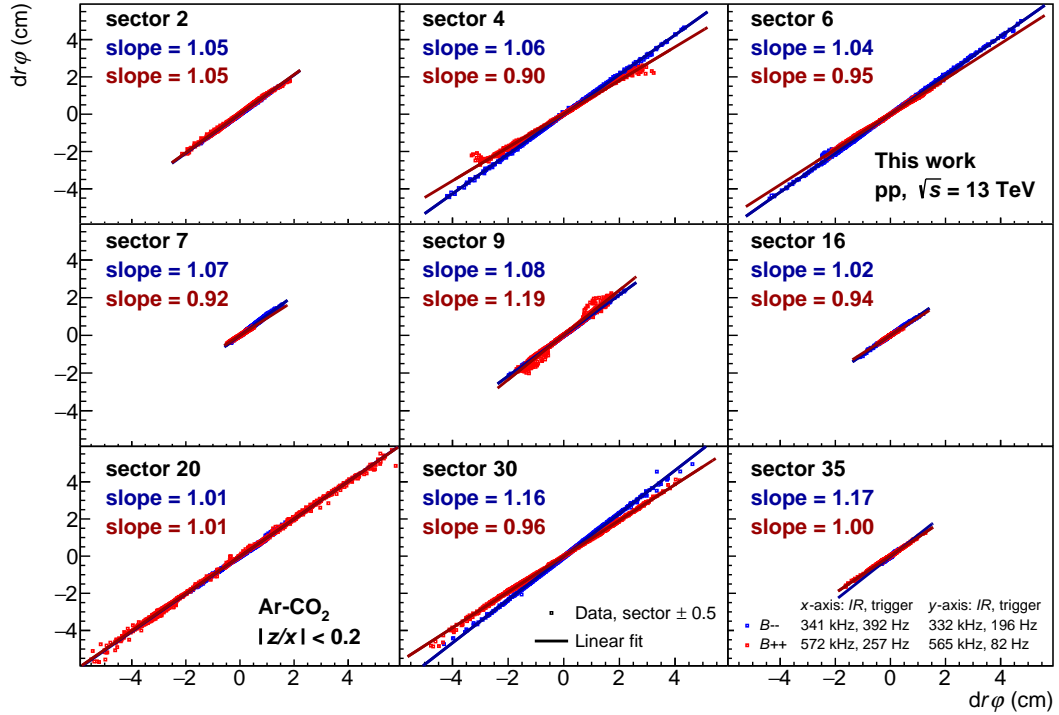 drφ (cm)
4
2
0
−2
−4
sector 2
slope = 1.05
slope = 1.05
sector 4
slope = 1.06
slope = 0.90
sector 6
slope = 1.04
slope = 0.95
This work
pp, √s = 13 TeV
4
2
0
−2
−4
sector 7
slope = 1.07
slope = 0.92
sector 9
slope = 1.08
slope = 1.19
sector 16
slope = 1.02
slope = 0.94
4
2
0
−2
−4
sector 20
slope = 1.01
slope = 1.01
Ar-CO₂
|z/x| < 0.2
sector 30
slope = 1.16
slope = 0.96
Data, sector ± 0.5
Linear fit
sector 35
slope = 1.17
slope = 1.00
x-axis: IR, trigger y-axis: IR, trigger
B-- 341 kHz, 392 Hz 332 kHz, 196 Hz
B++ 572 kHz, 257 Hz 565 kHz, 82 Hz
−4 −2 0 2 4 −4 −2 0 2 4 −4 −2 0 2 4
drφ (cm)